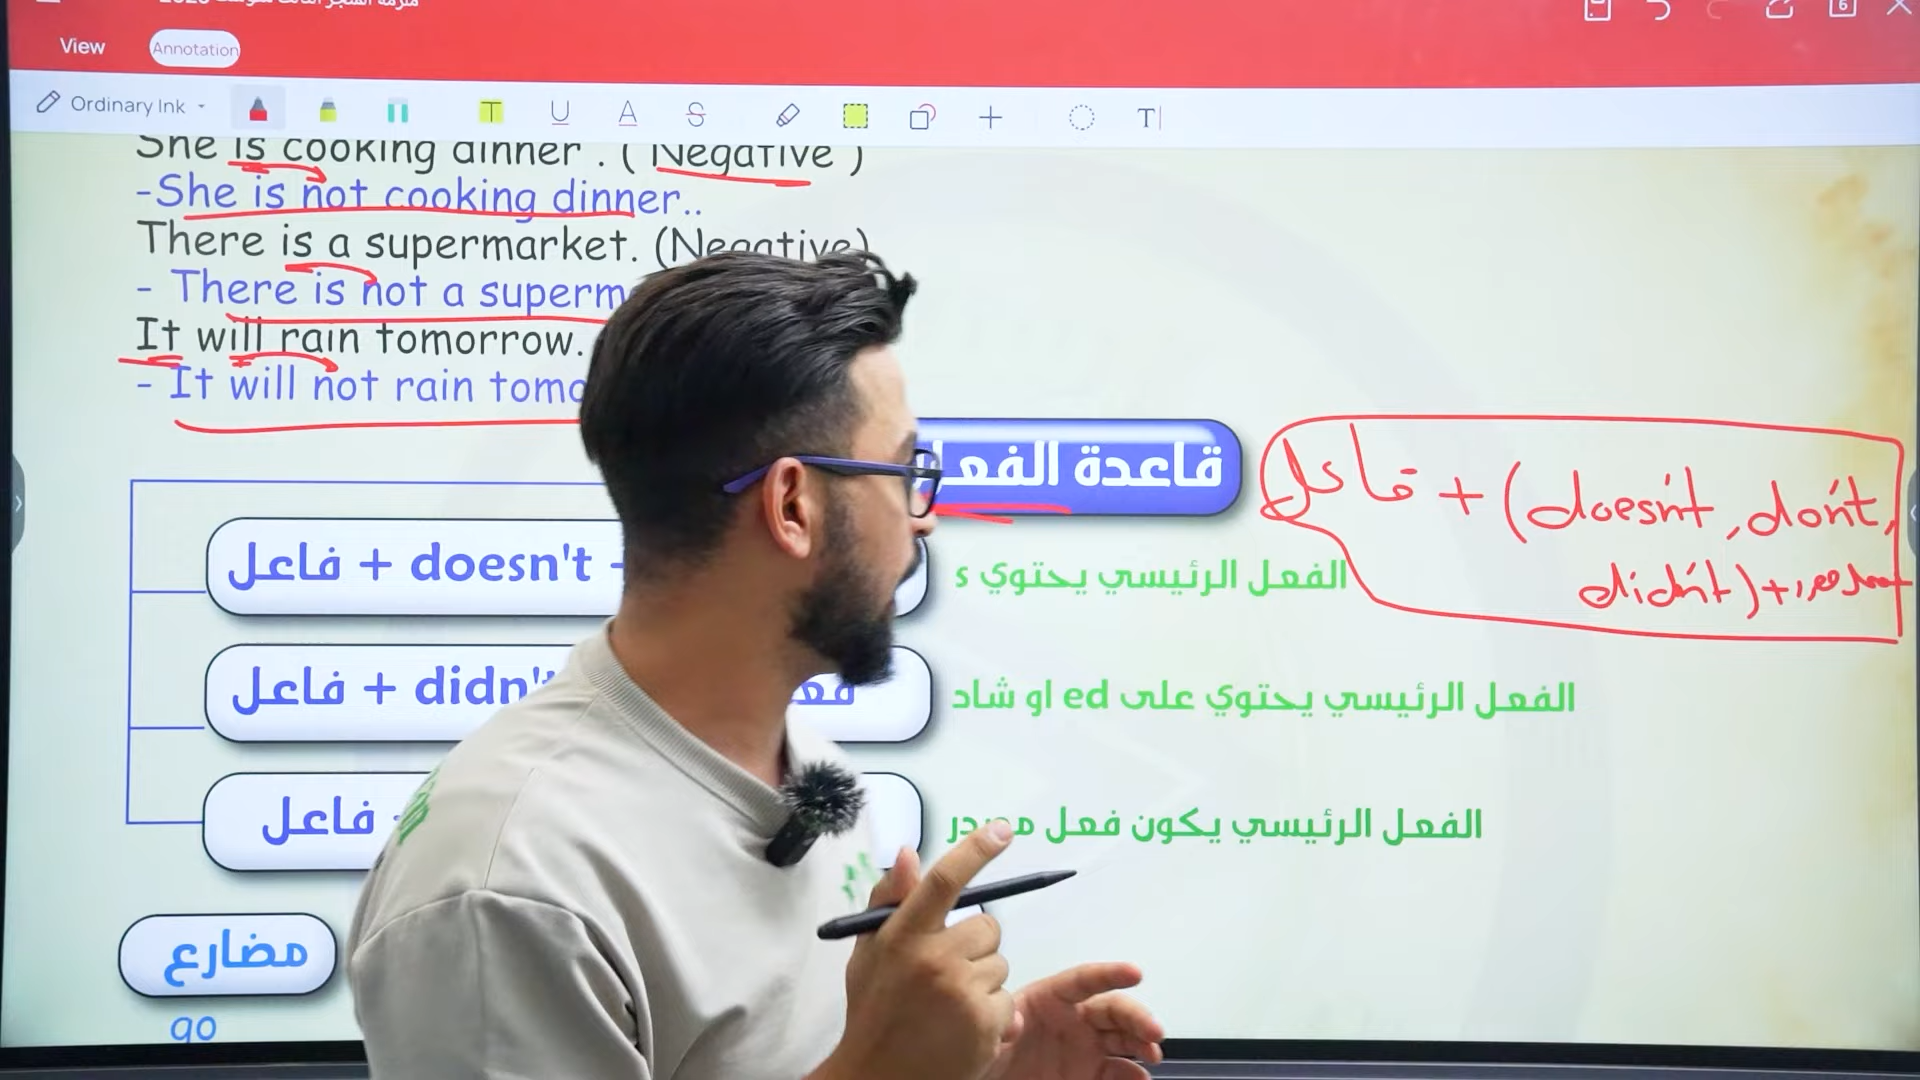 View
Annotation
6
Ordinary Ink
She is cooking dinner . ( Negative )
-She is not cooking dinner..
There is a supermarket. (Negative)
- There is not a superm
It will rain tomorrow.
- It will not rain tomo
قاعدة الفعل
فاعل + (doesn't, don't,
didn't) +
فاعل + doesn't
الفعل الرئيسي يحتوي s
فاعل + didn't
الفعل الرئيسي يحتوي على ed او شاد
فاعل
الفعل الرئيسي يكون فعل مصدر
مضارع
go